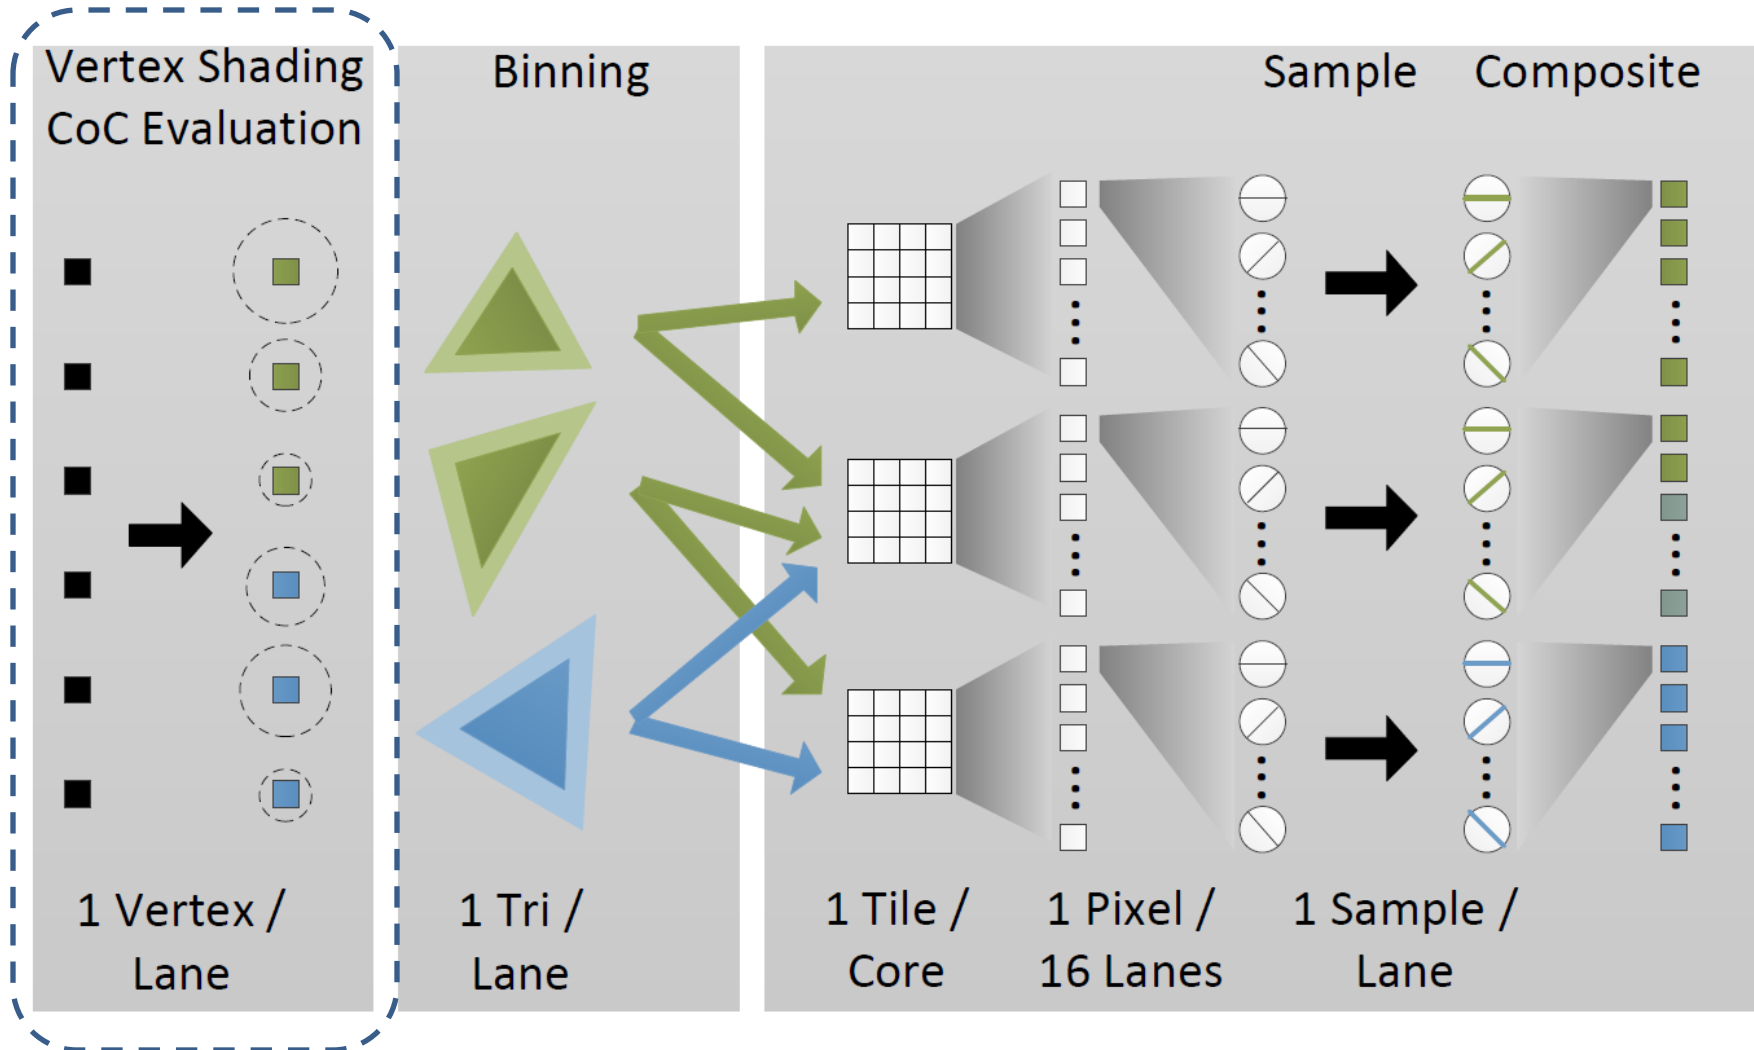 Vertex Shading
CoC Evaluation
Binning
Sample
Composite
1 Vertex /
Lane
1 Tri /
Lane
1 Tile /
Core
1 Pixel /
16 Lanes
1 Sample /
Lane